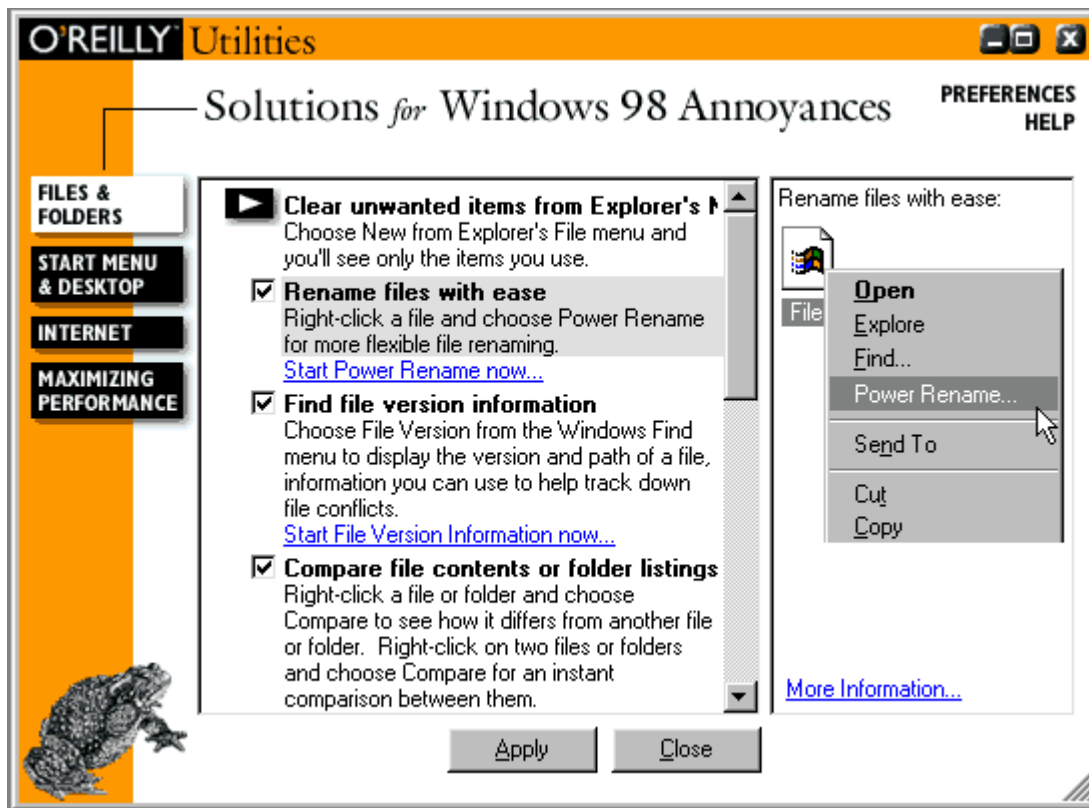 O'REILLY Utilities
Solutions for Windows 98 Annoyances
PREFERENCES
HELP
FILES &
FOLDERS
START MENU
& DESKTOP
INTERNET
MAXIMIZING
PERFORMANCE
Clear unwanted items from Explorer's
Choose New from Explorer's File menu and
you'll see only the items you use.
Rename files with ease
Right-click a file and choose Power Rename
for more flexible file renaming.
Start Power Rename now...
Find file version information
Choose File Version from the Windows Find
menu to display the version and path of a file,
information you can use to help track down
file conflicts.
Start File Version Information now...
Compare file contents or folder listings
Right-click a file or folder and choose
Compare to see how it differs from another file
or folder.  Right-click on two files or folders
and choose Compare for an instant
comparison between them.
Rename files with ease:
File
Open
Explore
Find...
Power Rename...
Send To
Cut
Copy
More Information...
Apply
Close